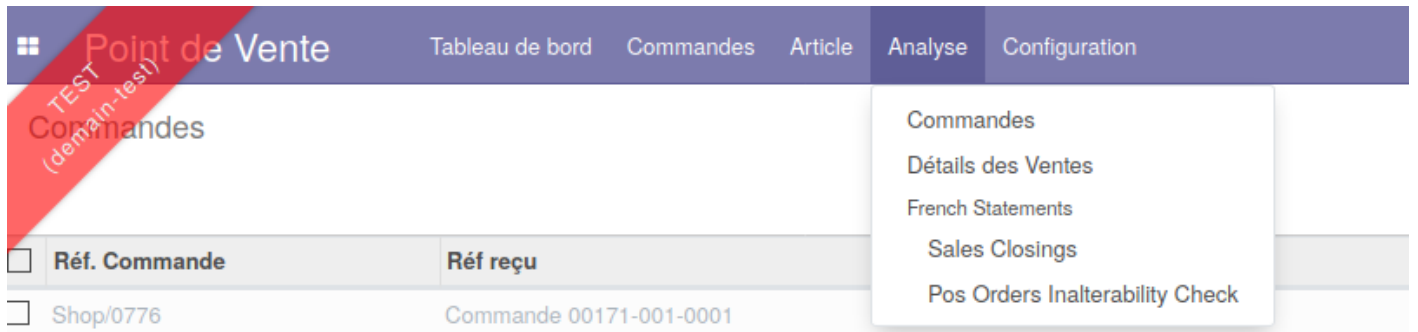 Point de Vente
Tableau de bord
Commandes
Article
Analyse
Configuration
TEST
(demain-test)
Commandes
Commandes
Détails des Ventes
French Statements
Sales Closings
Pos Orders Inalterability Check
Réf. Commande
Réf reçu
Shop/0776
Commande 00171-001-0001